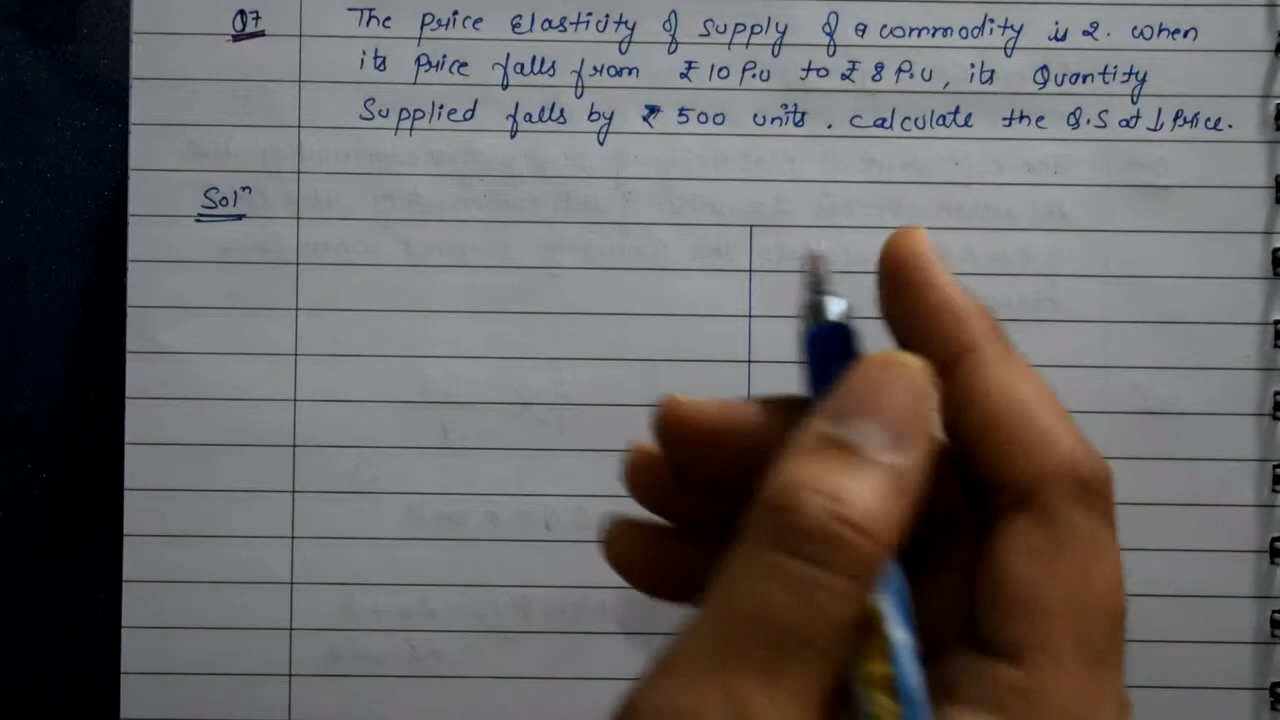 Q7 The Price Elasticity of Supply of a commodity is 2. when
its Price falls from ₹ 10 P.U to ₹ 8 P.U, its Quantity
Supplied falls by ₹ 500 units. calculate the Q.S at ↓ Price.
Solⁿ